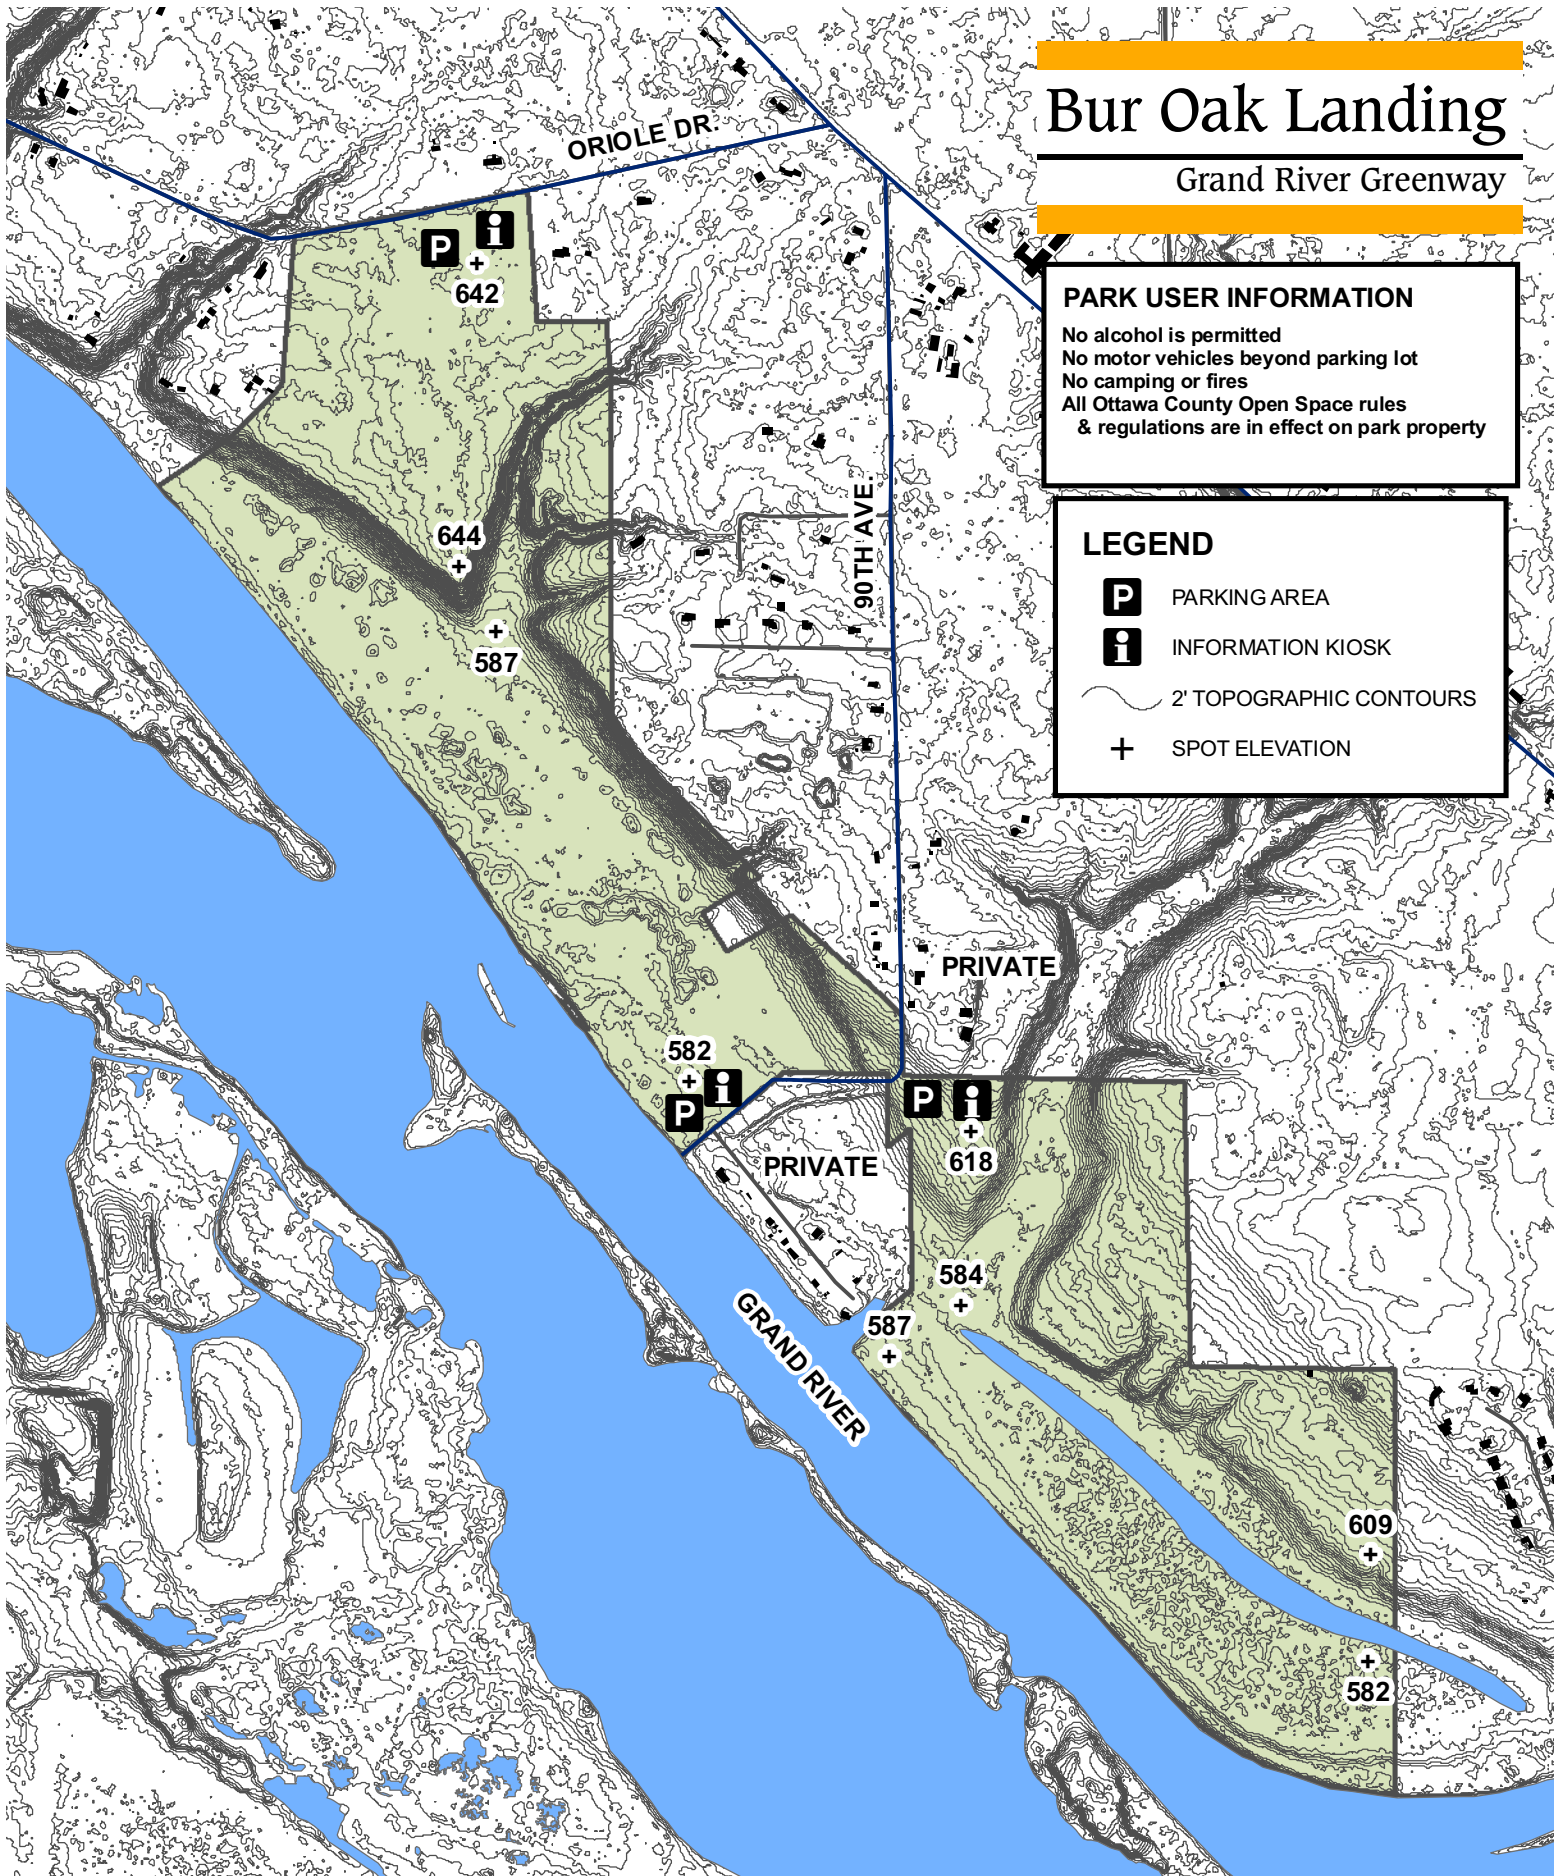 Bur Oak Landing
Grand River Greenway
ORIOLE DR.
P
i
642
PARK USER INFORMATION
No alcohol is permitted
No motor vehicles beyond parking lot
No camping or fires
All Ottawa County Open Space rules
& regulations are in effect on park property
LEGEND
P PARKING AREA
i INFORMATION KIOSK
2' TOPOGRAPHIC CONTOURS
+ SPOT ELEVATION
90TH AVE.
644
587
PRIVATE
582
i
P
P
i
618
PRIVATE
584
587
GRAND RIVER
609
582